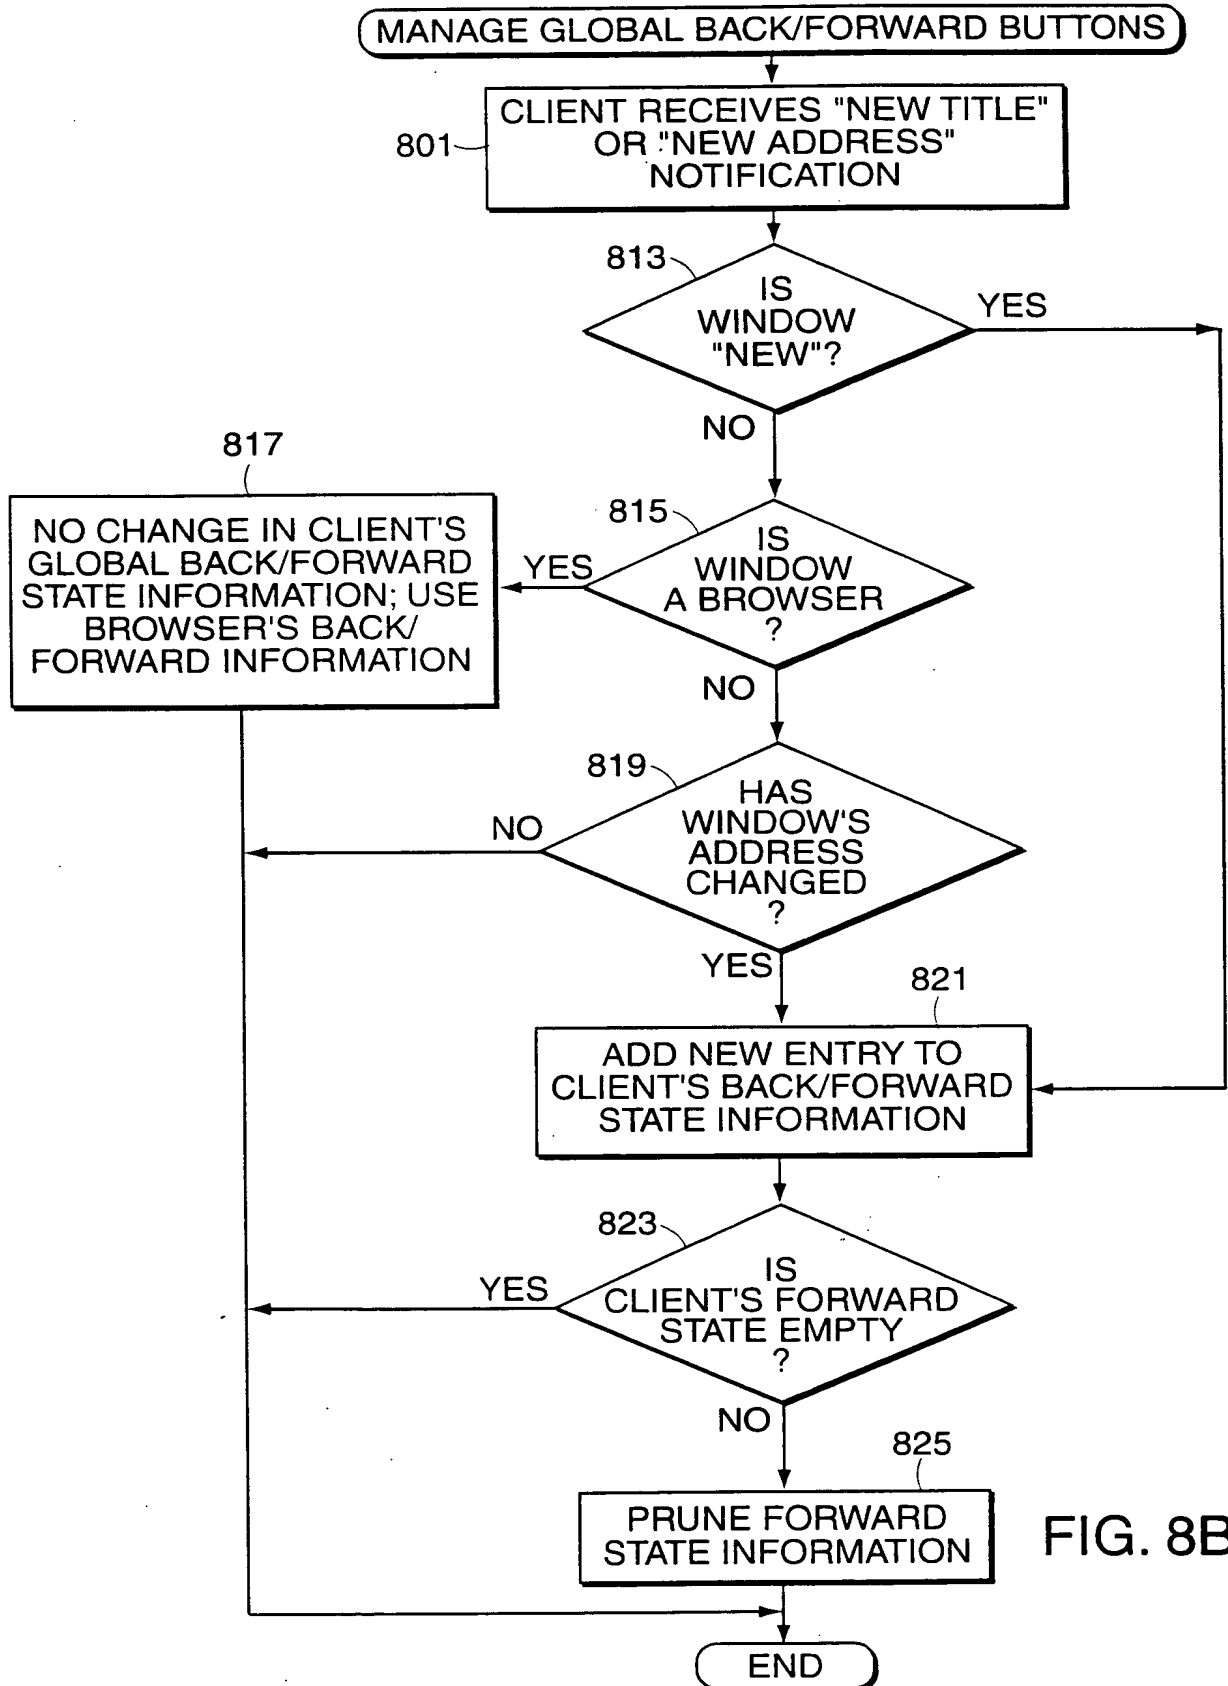 MANAGE GLOBAL BACK/FORWARD BUTTONS
CLIENT RECEIVES "NEW TITLE"
OR "NEW ADDRESS"
NOTIFICATION
801
813
IS
WINDOW
"NEW"?
YES
NO
817
NO CHANGE IN CLIENT'S
GLOBAL BACK/FORWARD
STATE INFORMATION; USE
BROWSER'S BACK/
FORWARD INFORMATION
815
IS
WINDOW
A BROWSER
?
YES
NO
819
HAS
WINDOW'S
ADDRESS
CHANGED
?
NO
YES
821
ADD NEW ENTRY TO
CLIENT'S BACK/FORWARD
STATE INFORMATION
823
IS
CLIENT'S FORWARD
STATE EMPTY
?
YES
NO
825
PRUNE FORWARD
STATE INFORMATION
FIG. 8B
END